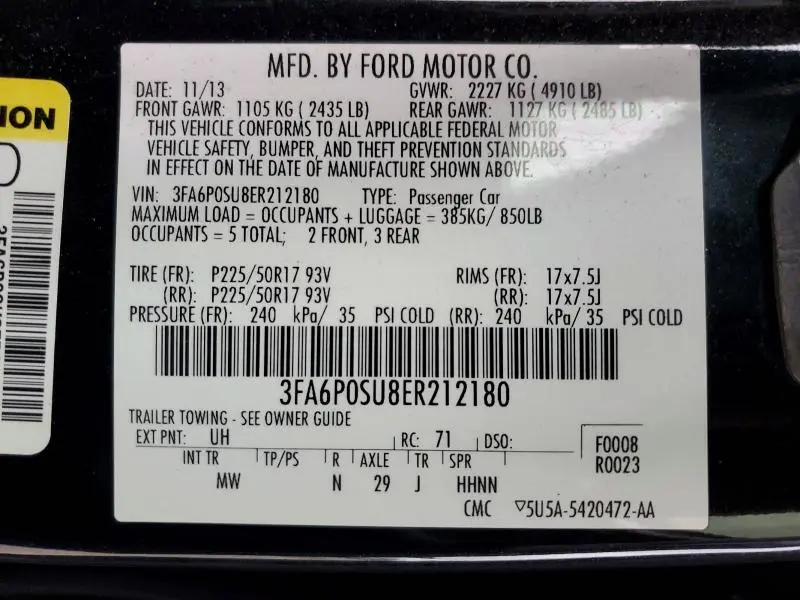 NION
MFD. BY FORD MOTOR CO.
DATE: 11/13 GVWR: 2227 KG ( 4910 LB)
FRONT GAWR: 1105 KG ( 2435 LB) REAR GAWR: 1127 KG ( 2485 LB)
THIS VEHICLE CONFORMS TO ALL APPLICABLE FEDERAL MOTOR
VEHICLE SAFETY, BUMPER, AND THEFT PREVENTION STANDARDS
IN EFFECT ON THE DATE OF MANUFACTURE SHOWN ABOVE.
VIN: 3FA6P0SU8ER212180 TYPE: Passenger Car
MAXIMUM LOAD = OCCUPANTS + LUGGAGE = 385KG/ 850LB
OCCUPANTS = 5 TOTAL; 2 FRONT, 3 REAR
TIRE (FR): P225/50R17 93V RIMS (FR): 17x7.5J
(RR): P225/50R17 93V (RR): 17x7.5J
PRESSURE (FR): 240 kPa/ 35 PSI COLD (RR): 240 kPa/ 35 PSI COLD
3FA6P0SU8ER212180
TRAILER TOWING - SEE OWNER GUIDE
EXT PNT: UH RC: 71 DSO: F0008
R0023
INT TR TP/PS R AXLE TR SPR
MW N 29 J HHNN
CMC ▽5U5A-5420472-AA